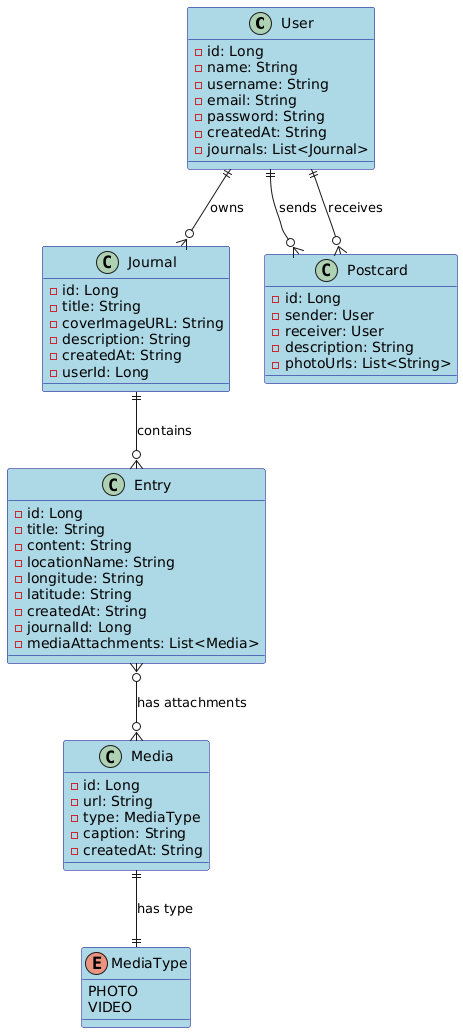 C User
id: Long
name: String
username: String
email: String
password: String
createdAt: String
journals: List<Journal>
owns
sends
receives
C Journal
id: Long
title: String
coverImageURL: String
description: String
createdAt: String
userId: Long
C Postcard
id: Long
sender: User
receiver: User
description: String
photoUrls: List<String>
contains
C Entry
id: Long
title: String
content: String
locationName: String
longitude: String
latitude: String
createdAt: String
journalId: Long
mediaAttachments: List<Media>
has attachments
C Media
id: Long
url: String
type: MediaType
caption: String
createdAt: String
has type
E MediaType
PHOTO
VIDEO